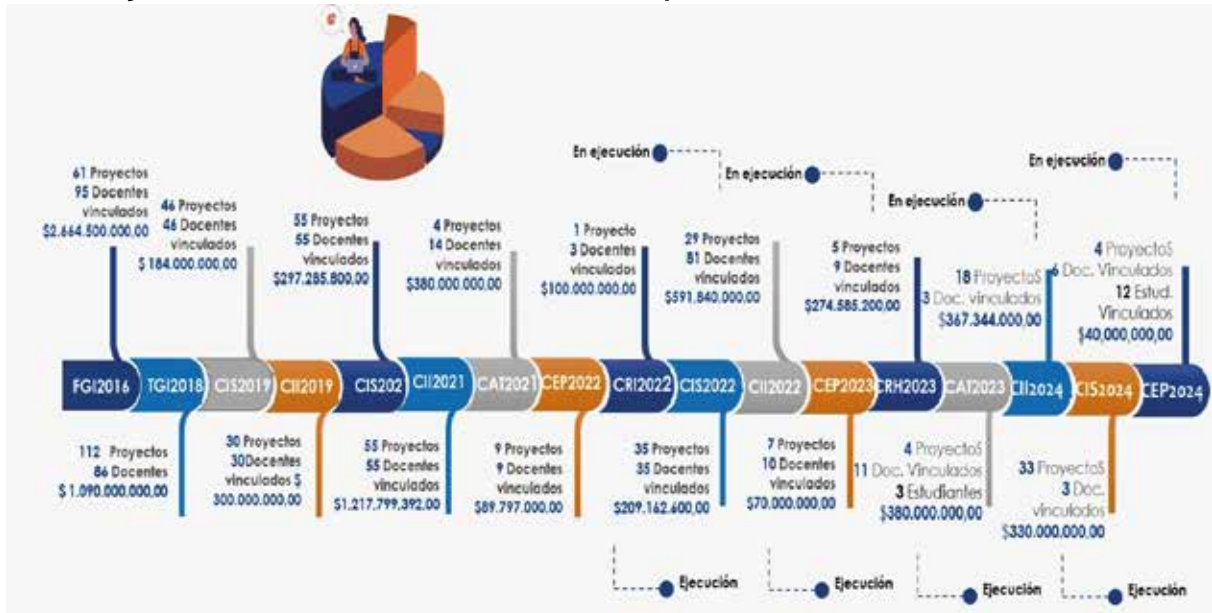 En ejecución
En ejecución
En ejecución
En ejecución
61 Proyectos
95 Docentes
vinculados
$2.664.500.000,00
46 Proyectos
46 Docentes
vinculados
$ 184.000.000,00
55 Proyectos
55 Docentes
vinculados
$297.285.800,00
4 Proyectos
14 Docentes
vinculados
$380.000.000,00
1 Proyecto
3 Docentes
vinculados
$100.000.000,00
29 Proyectos
81 Docentes
vinculados
$591.840.000,00
5 Proyectos
9 Docentes
vinculados
$274.585.200,00
18 ProyectoS
3 Doc. vinculados
$367.344.000,00
4 ProyectoS
6 Doc. Vinculados
12 Estud.
Vinculados
$40,000,000,00
FGI2016 TGI2018 CIS2019 CII2019 CIS202 CII2021 CAT2021 CEP2022 CRI2022 CIS2022 CII2022 CEP2023 CRH2023 CAT2023 CII2024 CIS2024 CEP2024
112 Proyectos
86 Docentes
$ 1.090.000.000,00
30 Proyectos
30Docentes
vinculados $
300.000.000,00
55 Proyectos
55 Docentes
vinculados
$1.217.799.392,00
9 Proyectos
9 Docentes
vinculados
$89.797.000,00
35 Proyectos
35 Docentes
vinculados
$209.162.600,00
7 Proyectos
10 Docentes
vinculados
$70.000.000,00
4 ProyectoS
11 Doc. Vinculados
3 Estudiantes
$380.000.000,00
33 ProyectoS
3 Doc.
vinculados
$330.000.000,00
Ejecución
Ejecución
Ejecución
Ejecución